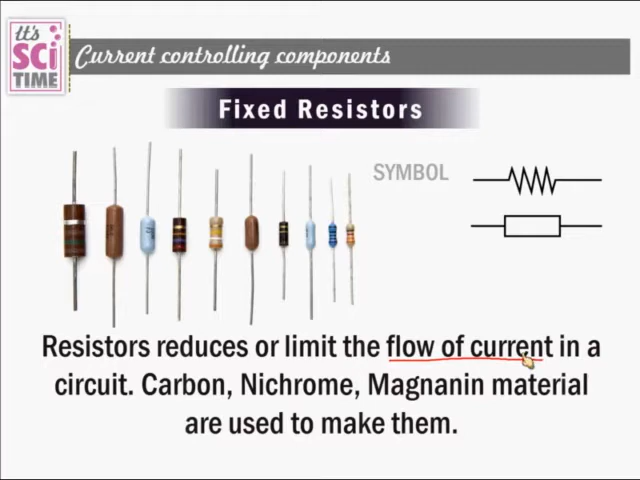 It's
SCi
TIME
Current controlling components
Fixed Resistors
SYMBOL
Resistors reduces or limit the flow of current in a
circuit. Carbon, Nichrome, Magnanin material
are used to make them.